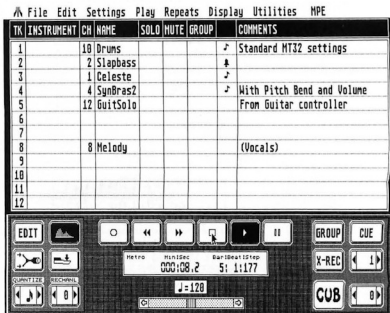 File Edit Settings Play Repeats Display Utilities MPE
TK INSTRUMENT CH NAME SOLO MUTE GROUP COMMENTS
1 10 Drums Standard MT32 settings
2 2 Slapbass
3 1 Celeste
4 4 SynBras2 With Pitch Bend and Volume
5 12 GuitSolo From Guitar controller
6
7
8 8 Melody (Vocals)
9
10
11
12
EDIT GROUP CUE
Metro Min:Sec Bar:Beat:Step
000:08.2 5: 1:177
X-REC 1
QUANTIZE RECHANNL
0 =120 CUB 0